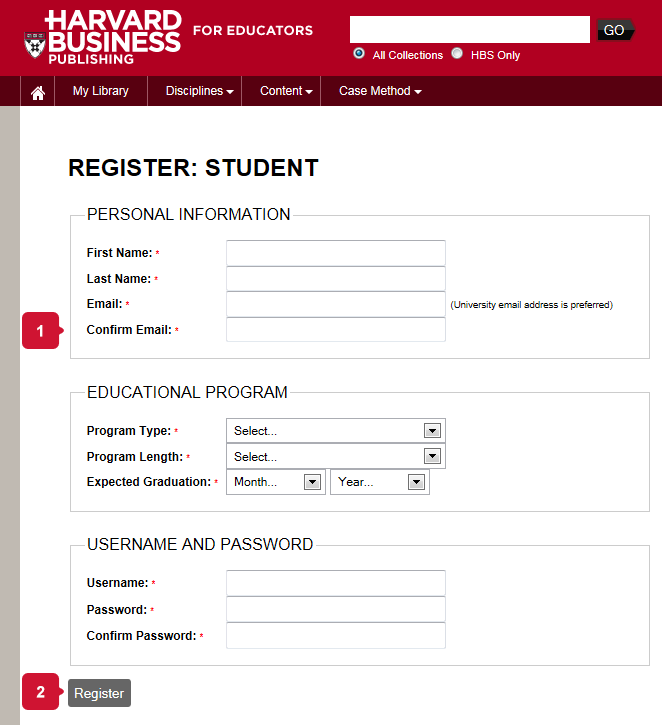 HARVARD
BUSINESS
PUBLISHING
FOR EDUCATORS
GO
All Collections HBS Only
My Library Disciplines Content Case Method
REGISTER: STUDENT
PERSONAL INFORMATION
First Name: *
Last Name: *
Email: * (University email address is preferred)
1
Confirm Email: *
EDUCATIONAL PROGRAM
Program Type: * Select...
Program Length: * Select...
Expected Graduation: * Month... Year...
USERNAME AND PASSWORD
Username: *
Password: *
Confirm Password: *
2 Register